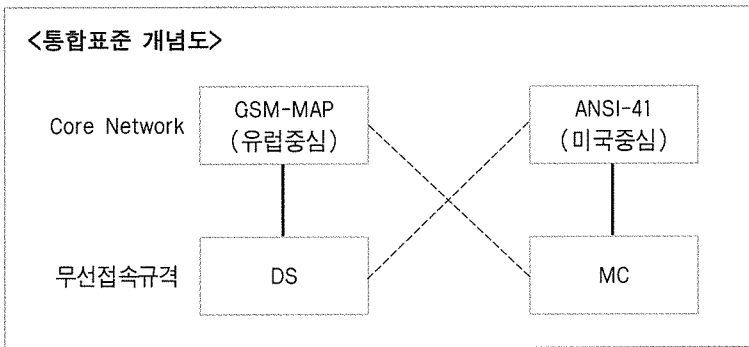 <통합표준 개념도>
Core Network
GSM-MAP
(유럽중심)
ANSI-41
(미국중심)
무선접속규격
DS
MC